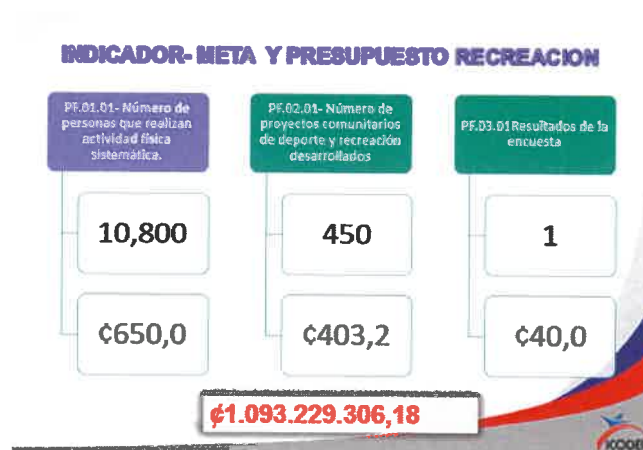 INDICADOR- META Y PRESUPUESTO RECREACION
PF.01.01- Número de
personas que realizan
actividad física
sistemática.
PF.02.01- Número de
proyectos comunitarios
de deporte y recreación
desarrollados
PF.03.01Resultados de la
encuesta
10,800
450
1
¢650,0
¢403,2
¢40,0
¢1.093.229.306,18
ICODE